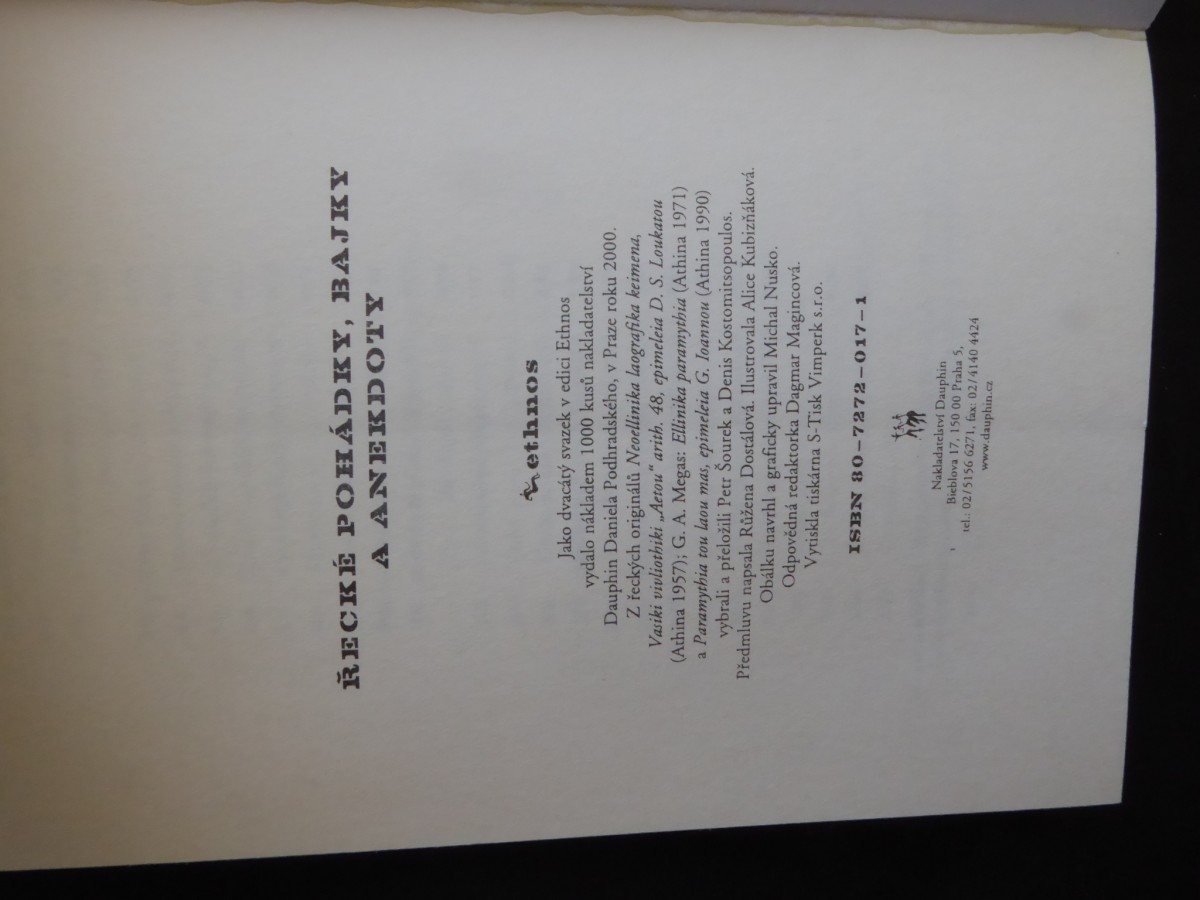 ŘECKÉ POHÁDKY, BAJKY
A ANEKDOTY
ethnos
Jako dvacátý svazek v edici Ethnos
vydalo nákladem 1000 kusů nakladatelství
Dauphin Daniela Podhradského, v Praze roku 2000.
Z řeckých originálů Neoellinika laografika keimena,
Vasiki vivliothiki „Aetou“ arith. 48, epimeleia D. S. Loukatou
(Athina 1957); G. A. Megas: Ellinika paramythia (Athina 1971)
a Paramythia tou laou mas, epimeleia G. Ioannou (Athina 1990)
vybrali a přeložili Petr Šourek a Denis Kostomitsopoulos.
Předmluvu napsala Růžena Dostálová. Ilustrovala Alice Kubizňáková.
Obálku navrhl a graficky upravil Michal Nusko.
Odpovědná redaktorka Dagmar Magincová.
Vytiskla tiskárna S-Tisk Vimperk s.r.o.
ISBN 80-7272-017-1
Nakladatelství Dauphin
Bieblova 17, 150 00 Praha 5,
tel.: 02/5156 6271, fax: 02/4140 4424
www.dauphin.cz